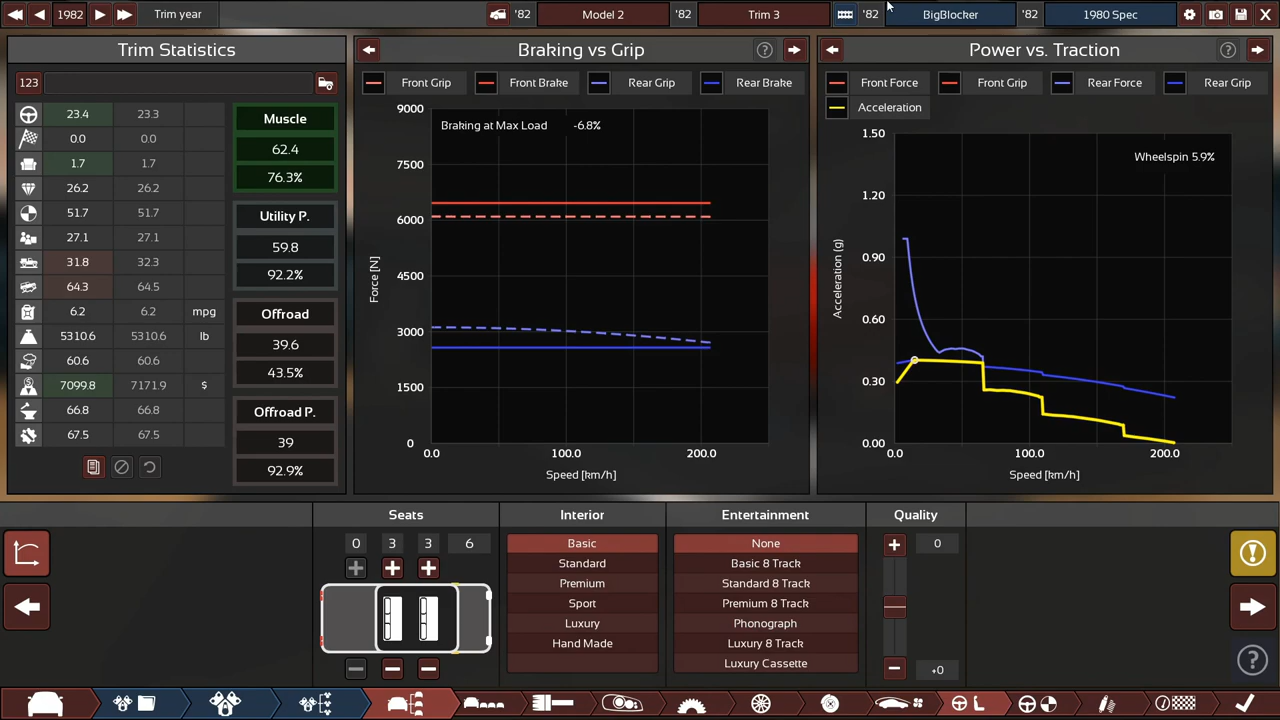 1982
Trim year
'82
Model 2
'82
Trim 3
'82
BigBlocker
'82
1980 Spec
Trim Statistics
123
23.4 23.3
0.0 0.0
1.7 1.7
26.2 26.2
51.7 51.7
27.1 27.1
31.8 32.3
64.3 64.5
6.2 6.2 mpg
5310.6 5310.6 lb
60.6 60.6
7099.8 7171.9 $
66.8 66.8
67.5 67.5
Muscle
62.4
76.3%
Utility P.
59.8
92.2%
Offroad
39.6
43.5%
Offroad P.
39
92.9%
Braking vs Grip
?
Front Grip Front Brake Rear Grip Rear Brake
Braking at Max Load -6.8%
9000
7500
6000
4500
3000
1500
0
Force [N]
0.0 100.0 200.0
Speed [km/h]
Power vs. Traction
?
Front Force Front Grip Rear Force Rear Grip
Acceleration
Wheelspin 5.9%
1.50
1.20
0.90
0.60
0.30
0.00
Acceleration [g]
0.0 100.0 200.0
Speed [km/h]
Seats
0 3 3 6
Interior
Basic
Standard
Premium
Sport
Luxury
Hand Made
Entertainment
None
Basic 8 Track
Standard 8 Track
Premium 8 Track
Phonograph
Luxury 8 Track
Luxury Cassette
Quality
0
+0
?